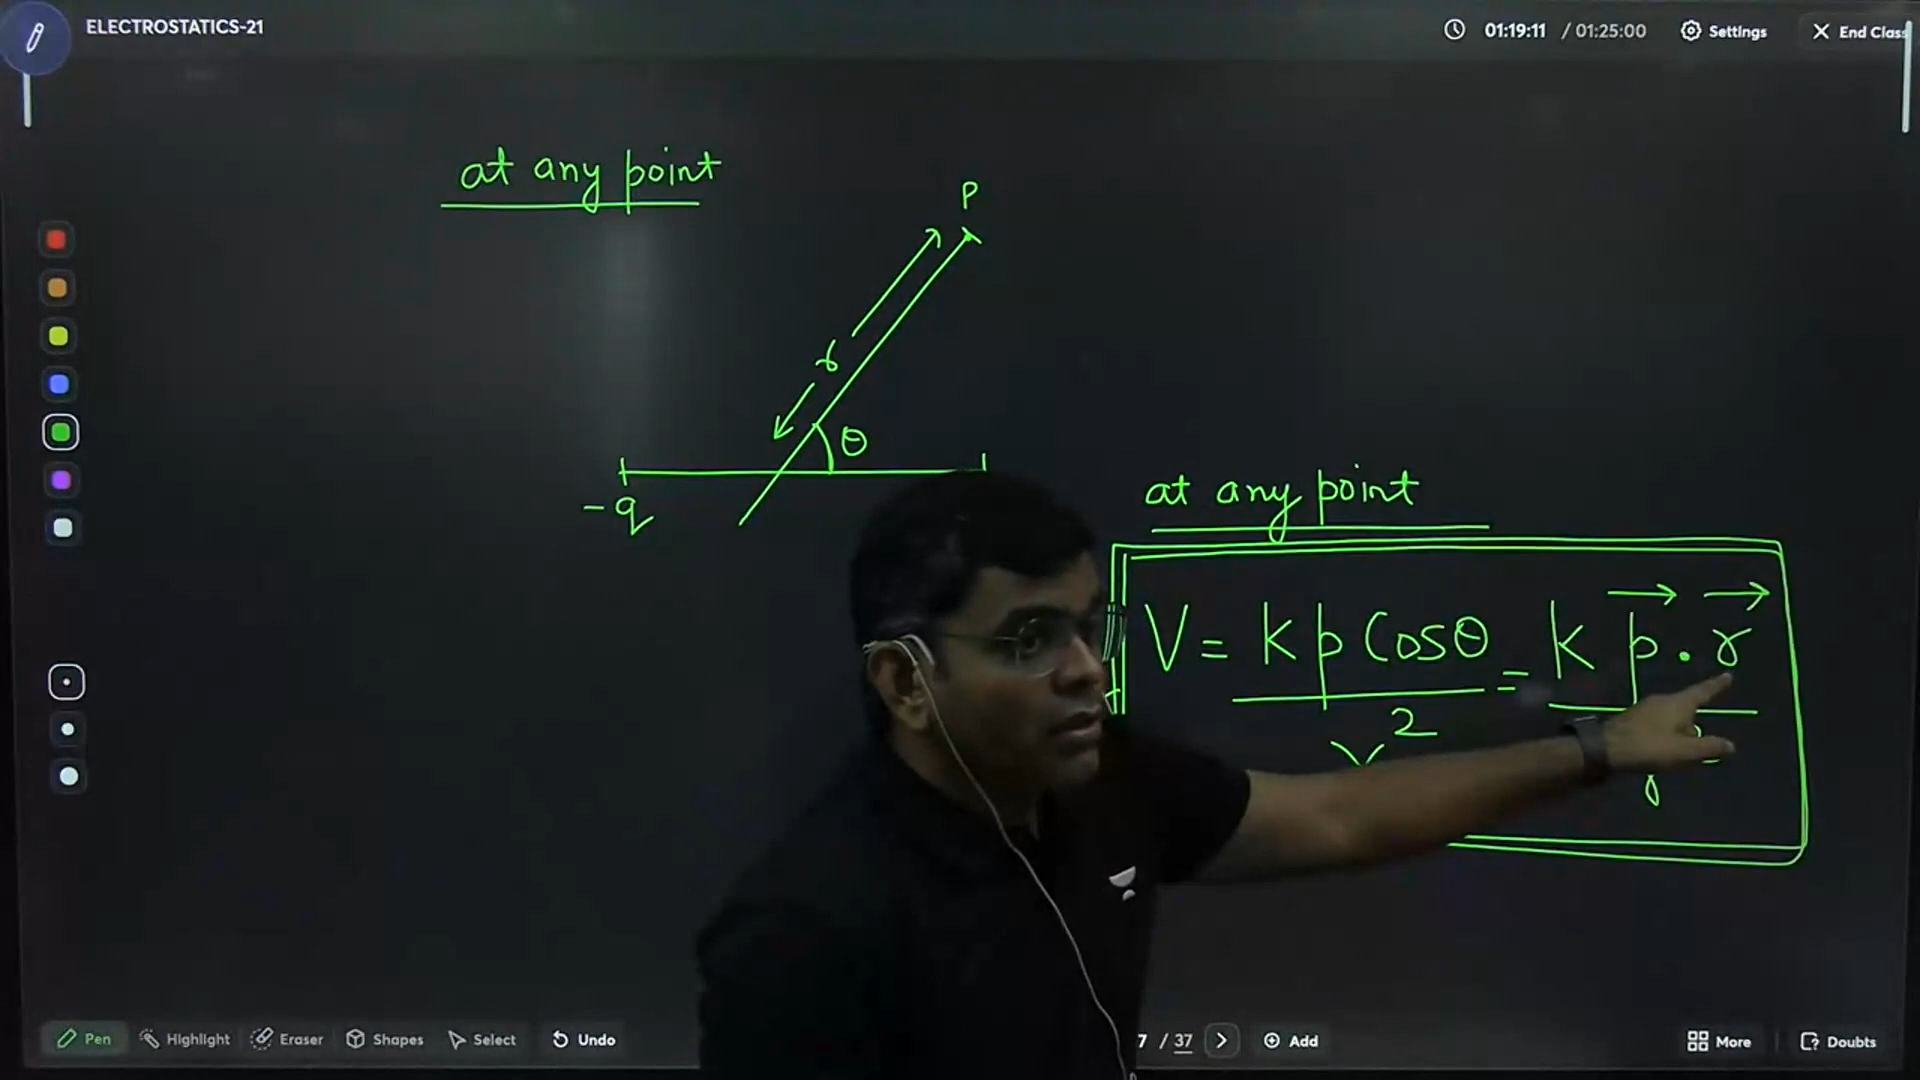 ELECTROSTATICS-21
01:19:11 / 01:25:00
Settings
End Class
at any point
P
r
θ
-q
at any point
V = k p Cosθ / r² = k p⃗ . r⃗
Pen
Highlight
Eraser
Shapes
Select
Undo
7 / 37
Add
More
Doubts